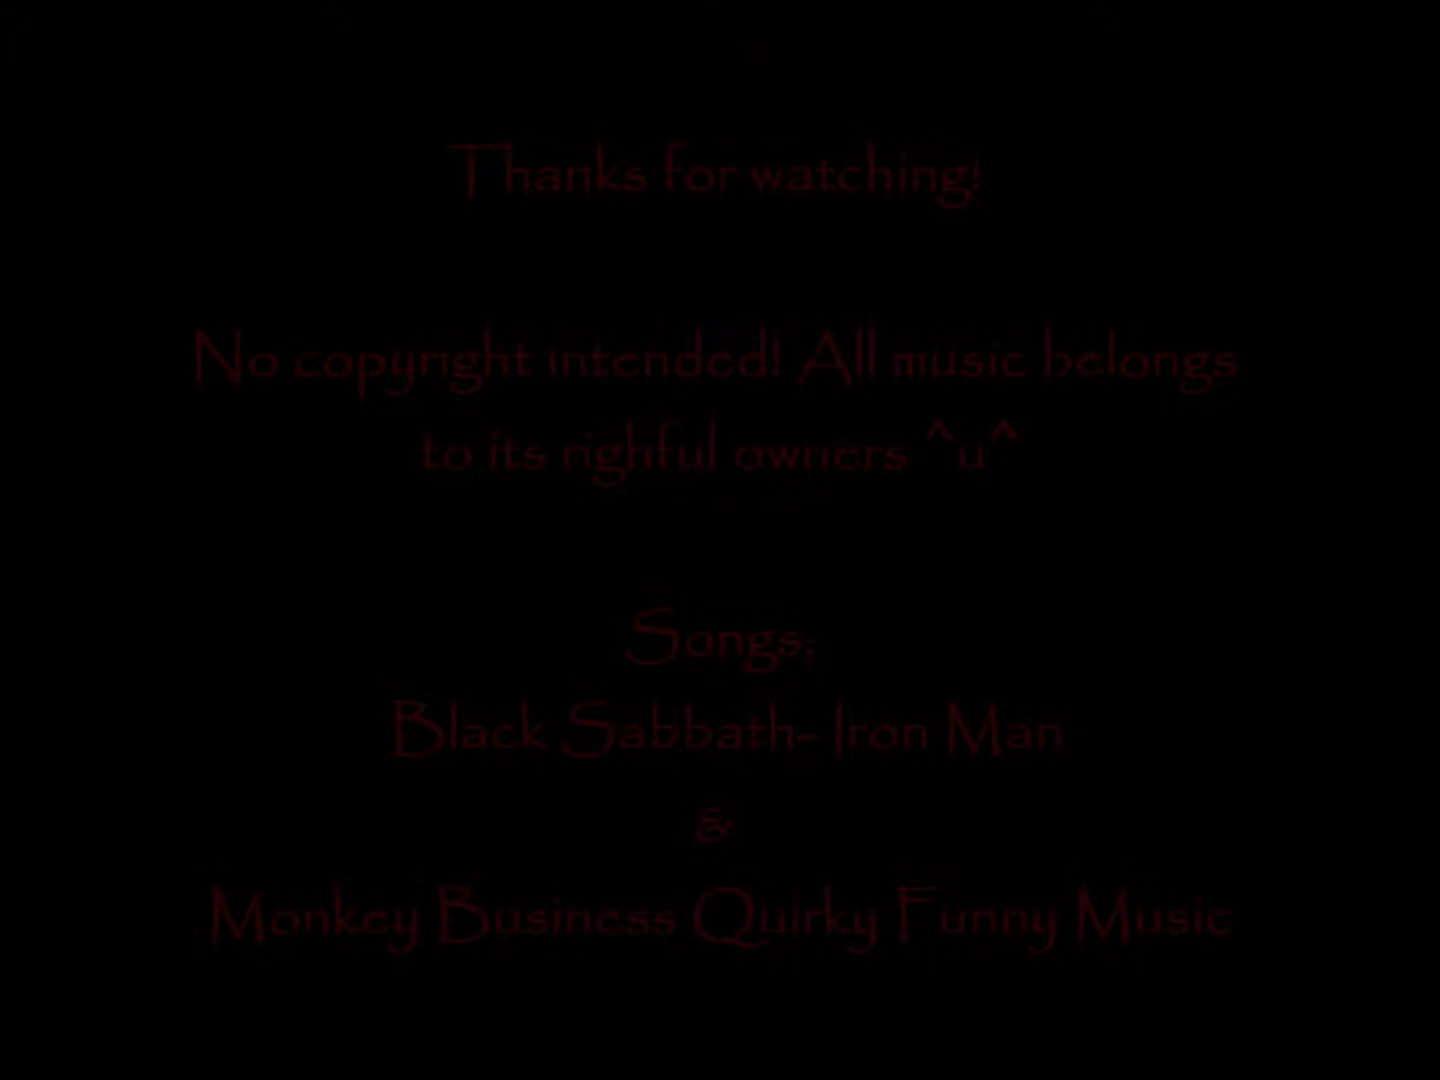 Thanks for watching!
No copyright intended! All music belongs
to its righful owners ^u^
Songs:
Black Sabbath- Iron Man
&
Monkey Business Quirky Funny Music